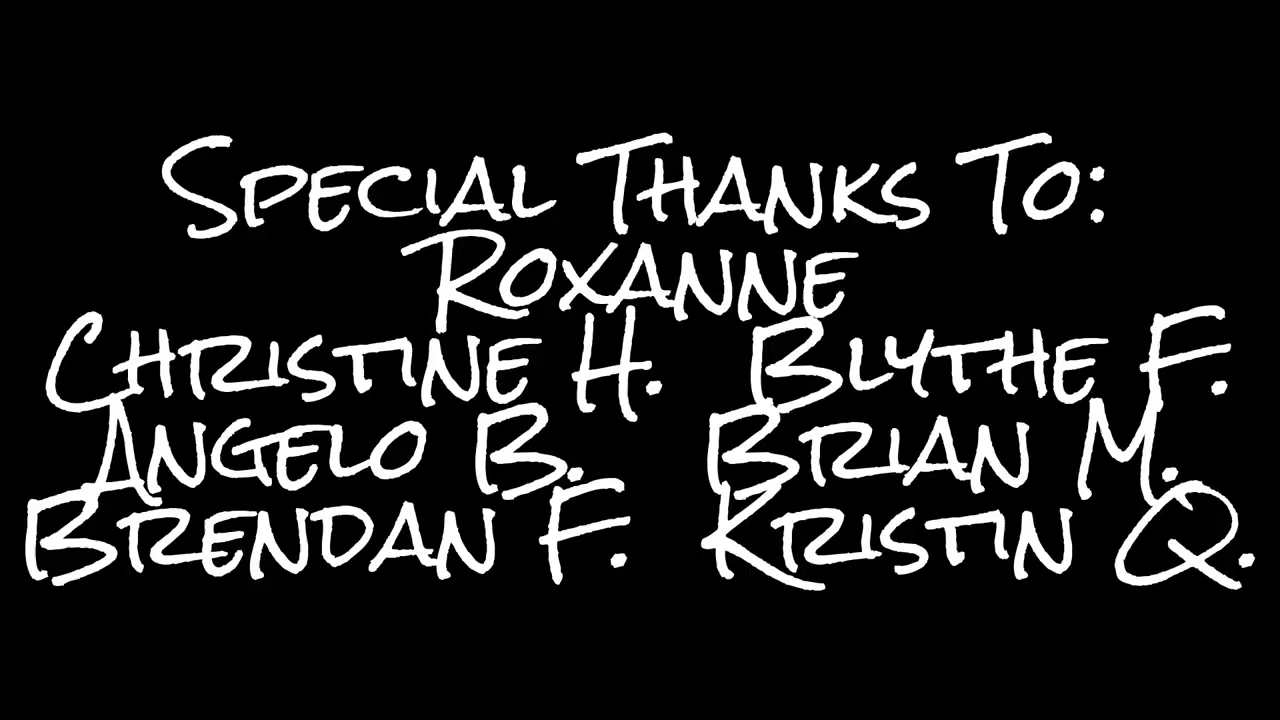 Special Thanks To:
Roxanne
Christine H. Blythe F.
Angelo B. Brian M.
Brendan F. Kristin Q.